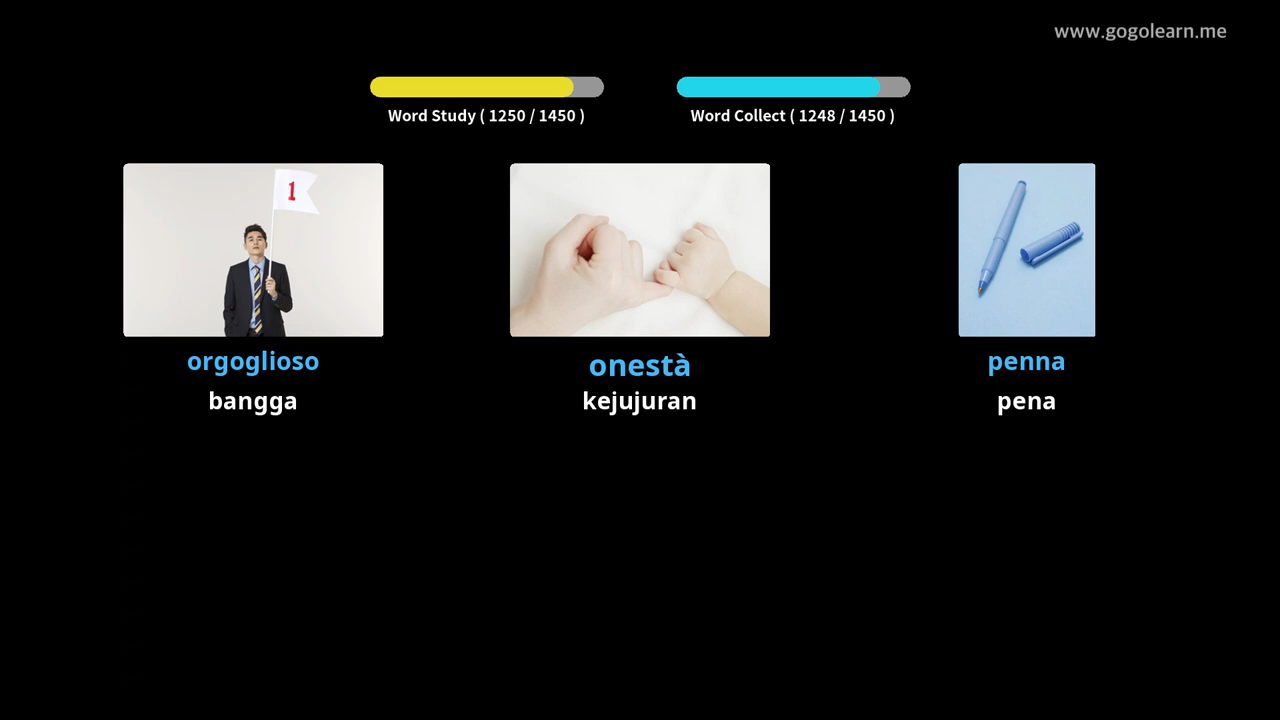 www.gogolearn.me
Word Study ( 1250 / 1450 )
Word Collect ( 1248 / 1450 )
1
orgoglioso
onestà
penna
bangga
kejujuran
pena